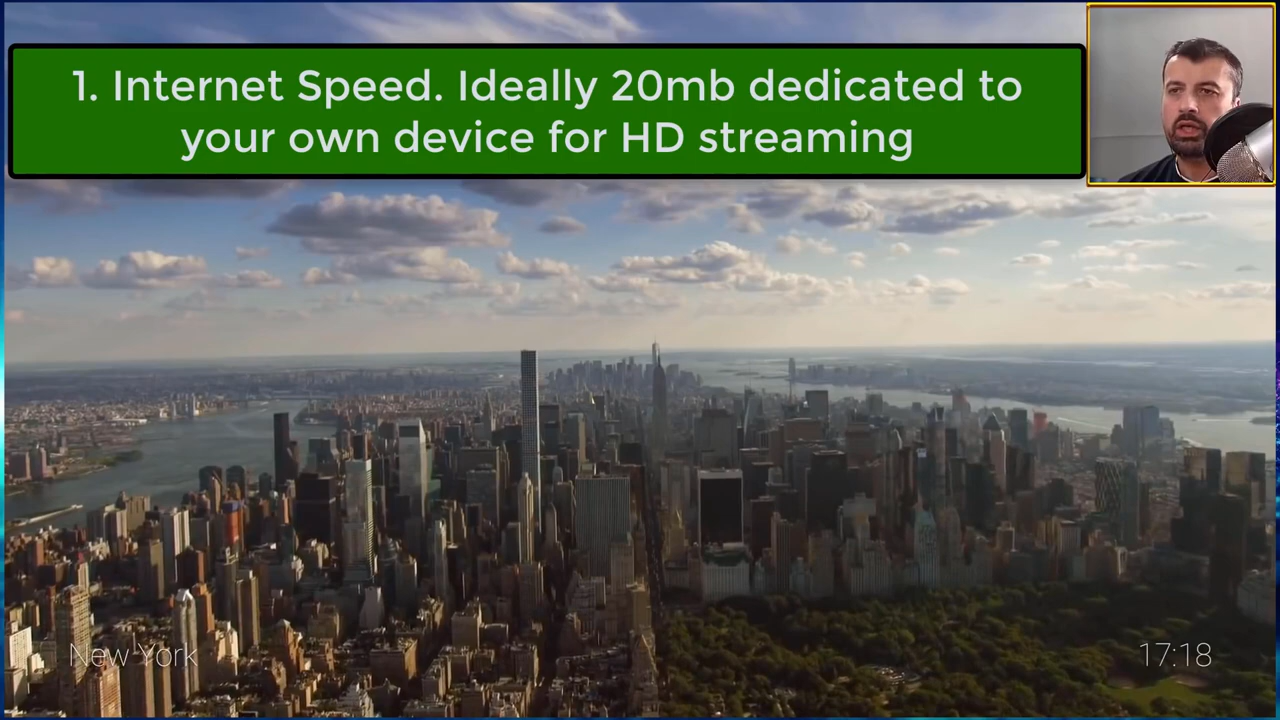 1. Internet Speed. Ideally 20mb dedicated to
your own device for HD streaming
New York
17:18